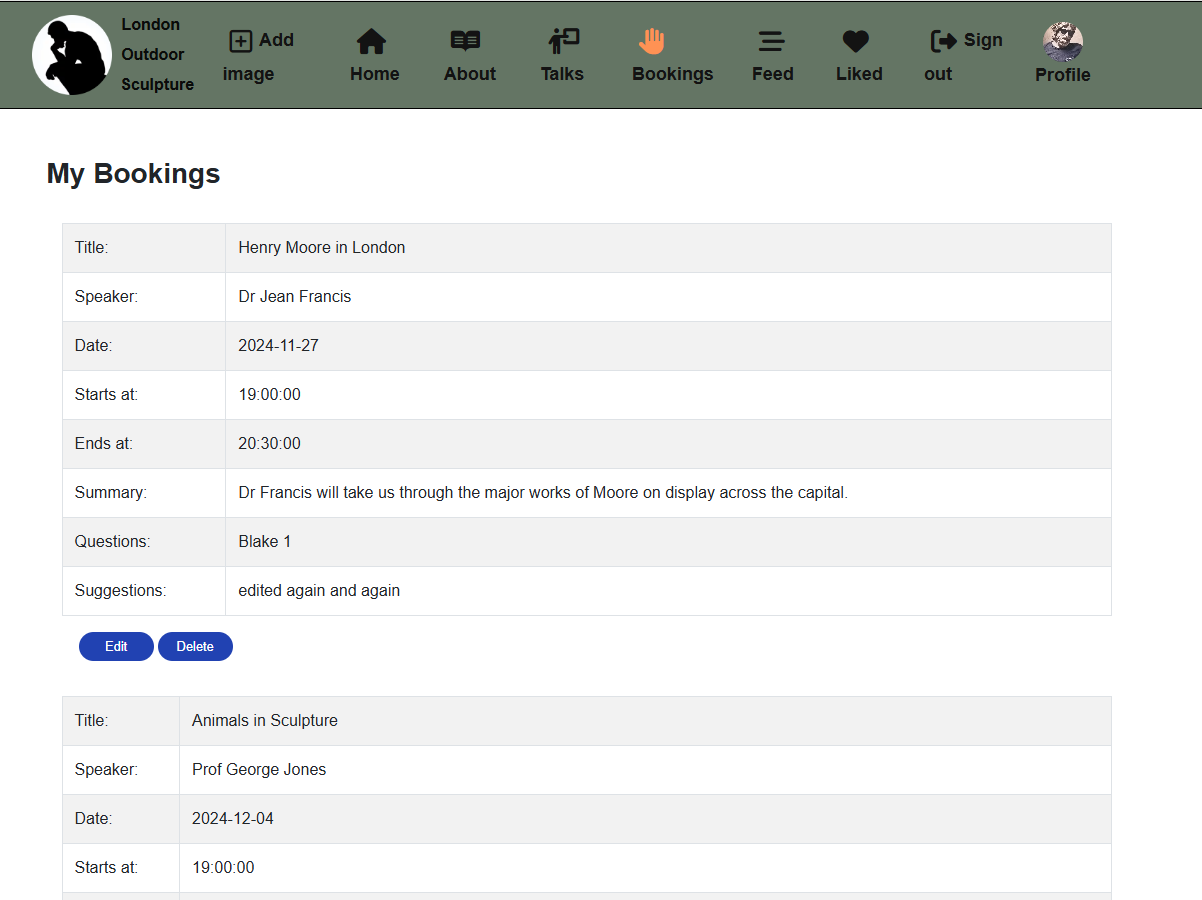 London
Outdoor
Sculpture
Add
image
Home
About
Talks
Bookings
Feed
Liked
Sign
out
Profile
My Bookings
Title: Henry Moore in London
Speaker: Dr Jean Francis
Date: 2024-11-27
Starts at: 19:00:00
Ends at: 20:30:00
Summary: Dr Francis will take us through the major works of Moore on display across the capital.
Questions: Blake 1
Suggestions: edited again and again
Edit Delete
Title: Animals in Sculpture
Speaker: Prof George Jones
Date: 2024-12-04
Starts at: 19:00:00